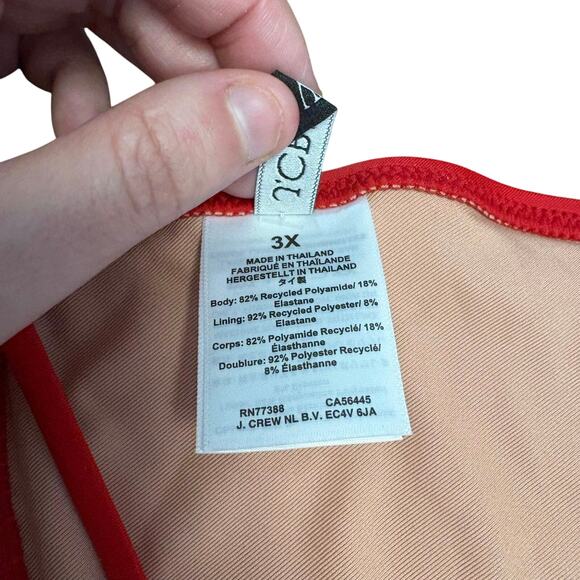 3X
MADE IN THAILAND
FABRIQUÉ EN THAÏLANDE
HERGESTELLT IN THAILAND
タイ製
Body: 82% Recycled Polyamide/ 18%
Elastane
Lining: 92% Recycled Polyester/ 8%
Elastane
Corps: 82% Polyamide Recyclé/ 18%
Élasthanne
Doublure: 92% Polyester Recyclé/
8% Élasthanne
RN77388 CA56445
J. CREW NL B.V. EC4V 6JA